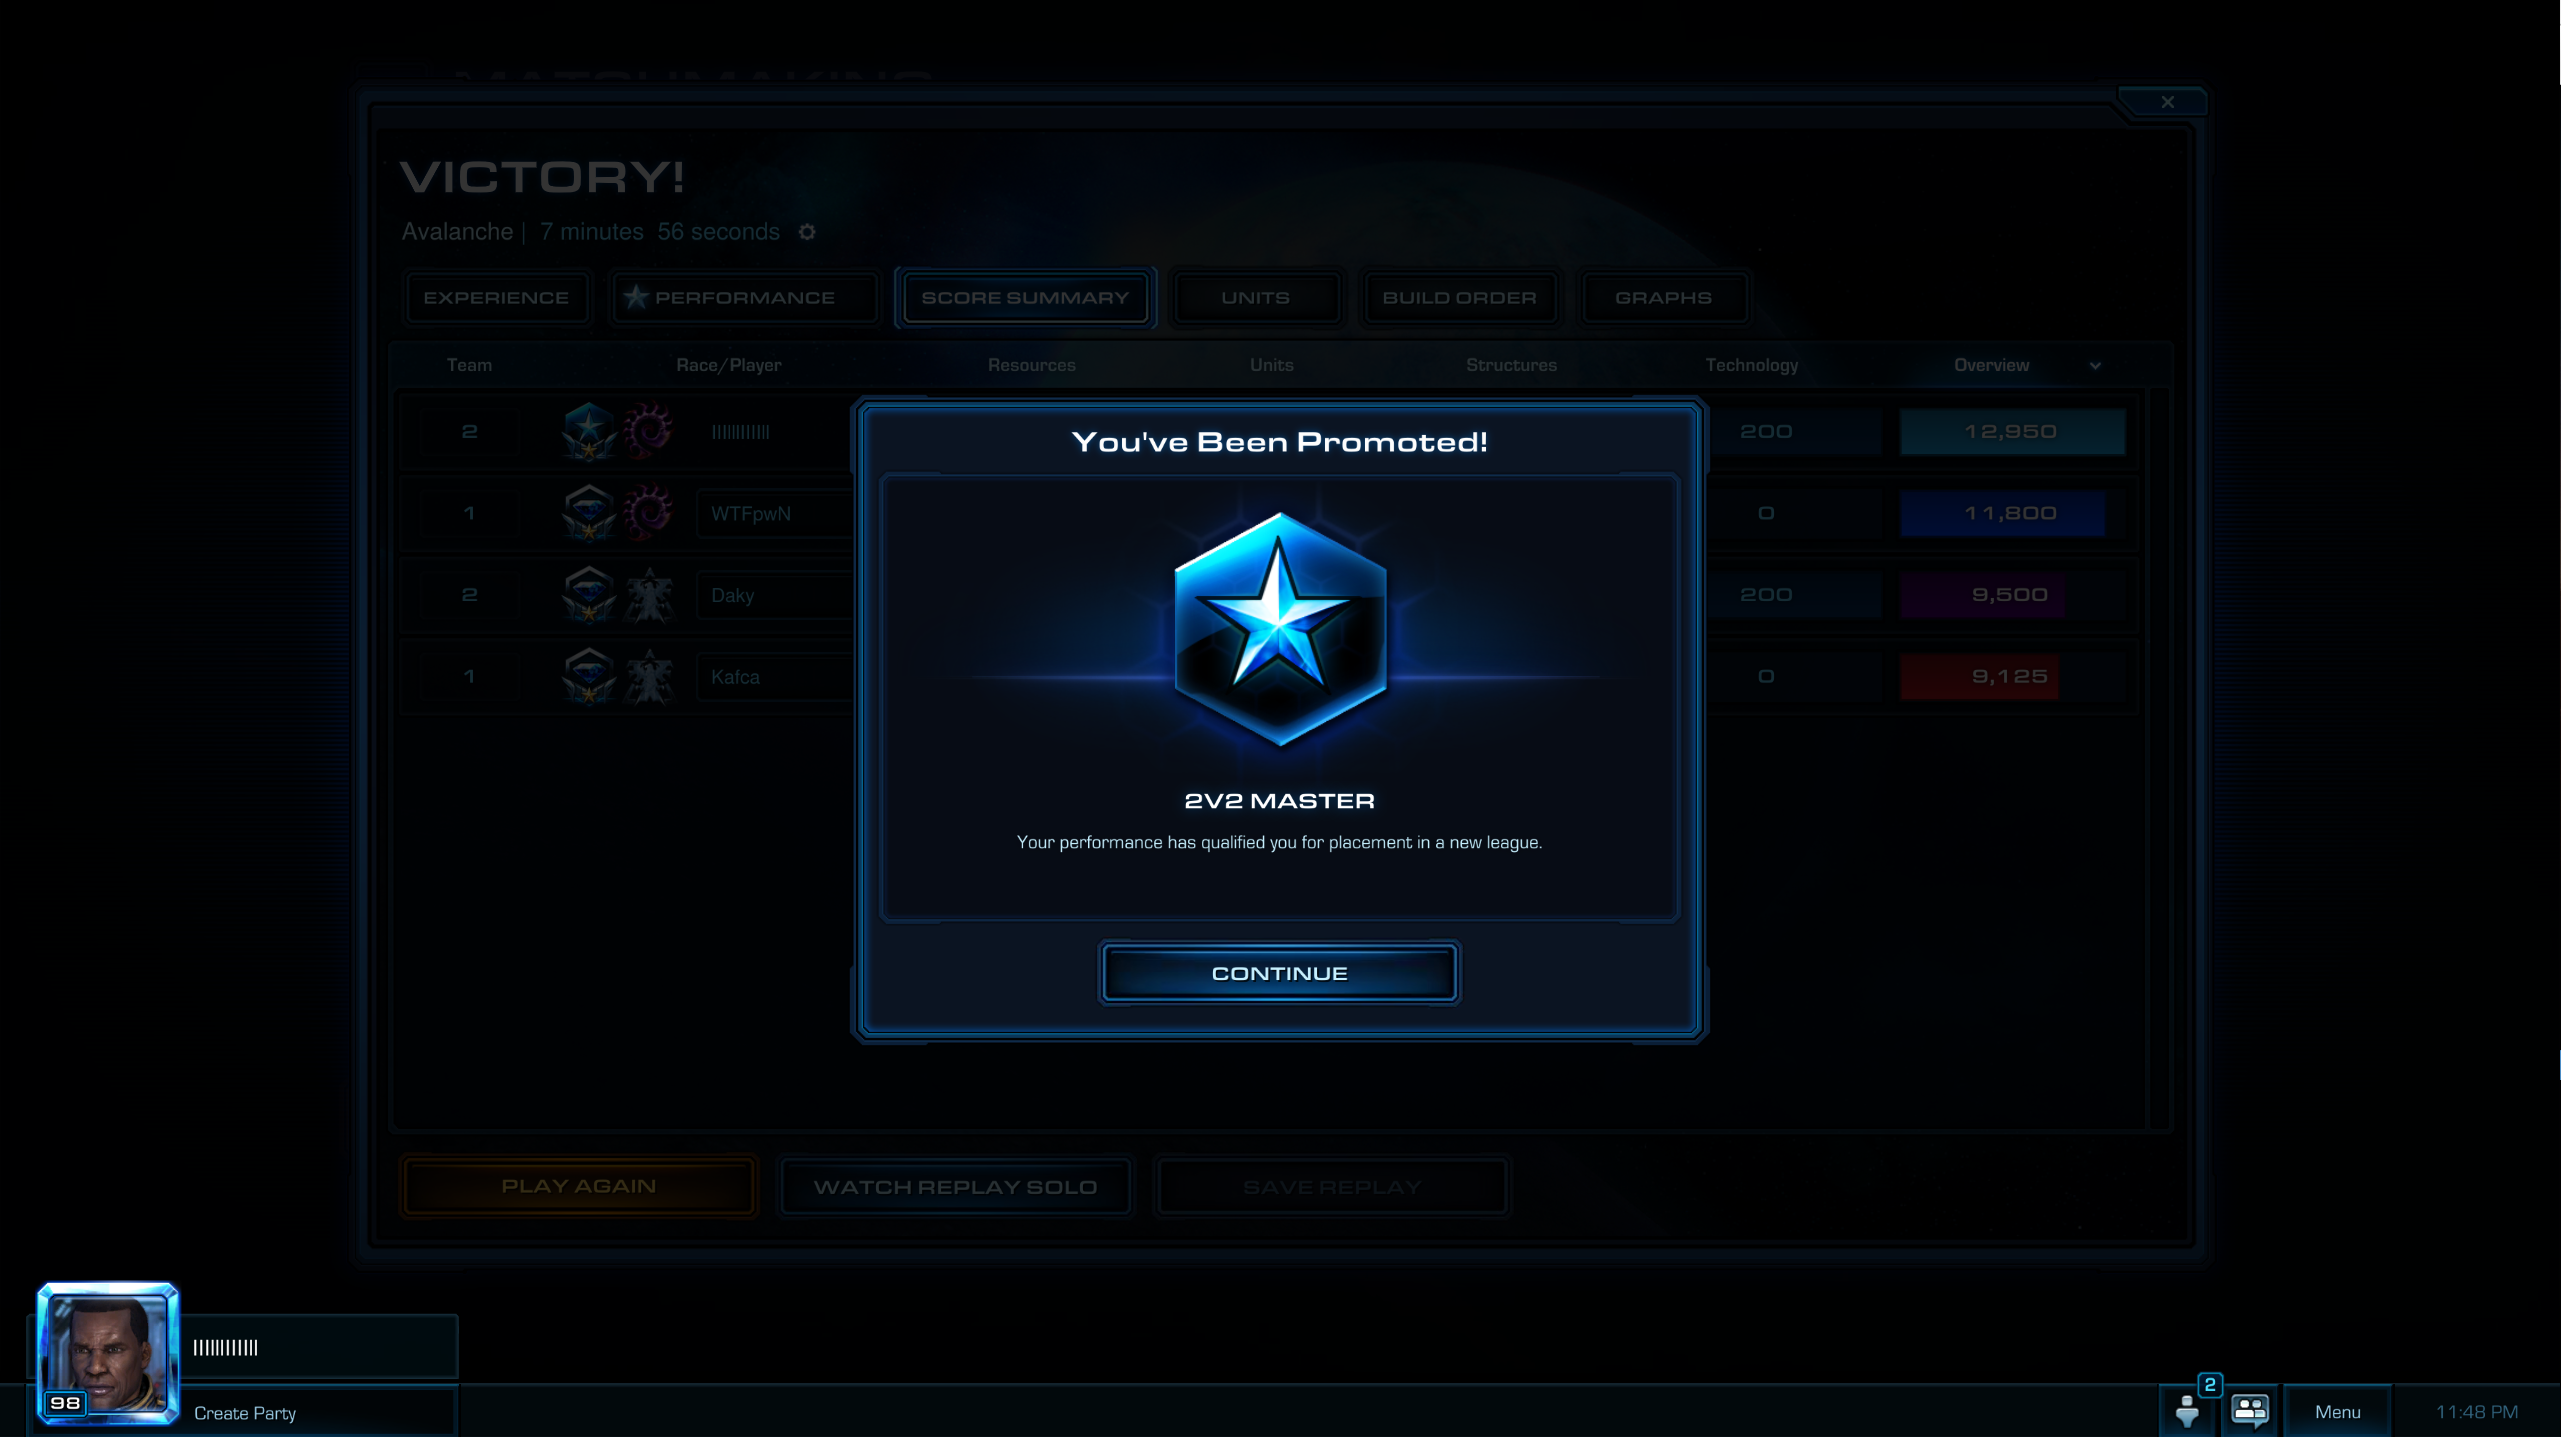 VICTORY!
Avalanche | 7 minutes 56 seconds
EXPERIENCE PERFORMANCE SCORE SUMMARY UNITS BUILD ORDER GRAPHS
Team Race/Player Resources Units Structures Technology Overview
2 200 12,950
1 WTFpwN 0 11,800
2 Daky 200 9,500
1 Kafca 0 9,125
You've Been Promoted!
2V2 MASTER
Your performance has qualified you for placement in a new league.
CONTINUE
PLAY AGAIN WATCH REPLAY SOLO SAVE REPLAY
98
Create Party
2
Menu
11:48 PM